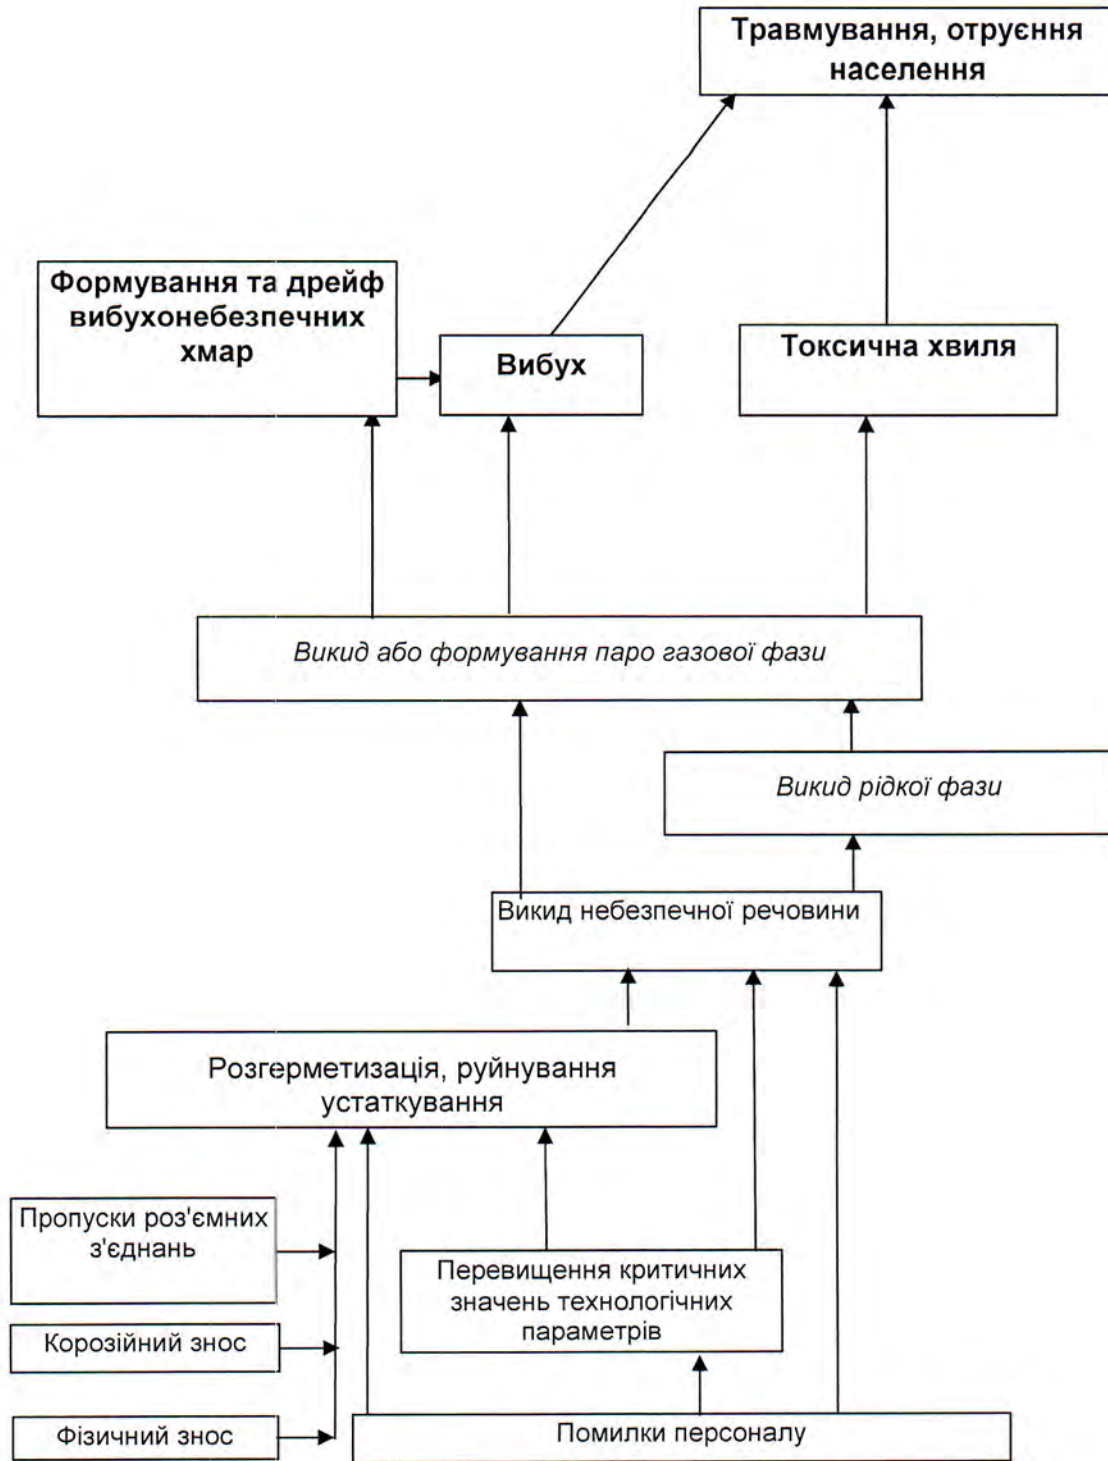 Травмування, отруєння
населення
Формування та дрейф
вибухонебезпечних
хмар
Вибух
Токсична хвиля
Викид або формування паро газової фази
Викид рідкої фази
Викид небезпечної речовини
Розгерметизація, руйнування
устаткування
Пропуски роз'ємних
з'єднань
Перевищення критичних
значень технологічних
параметрів
Корозійний знос
Фізичний знос
Помилки персоналу